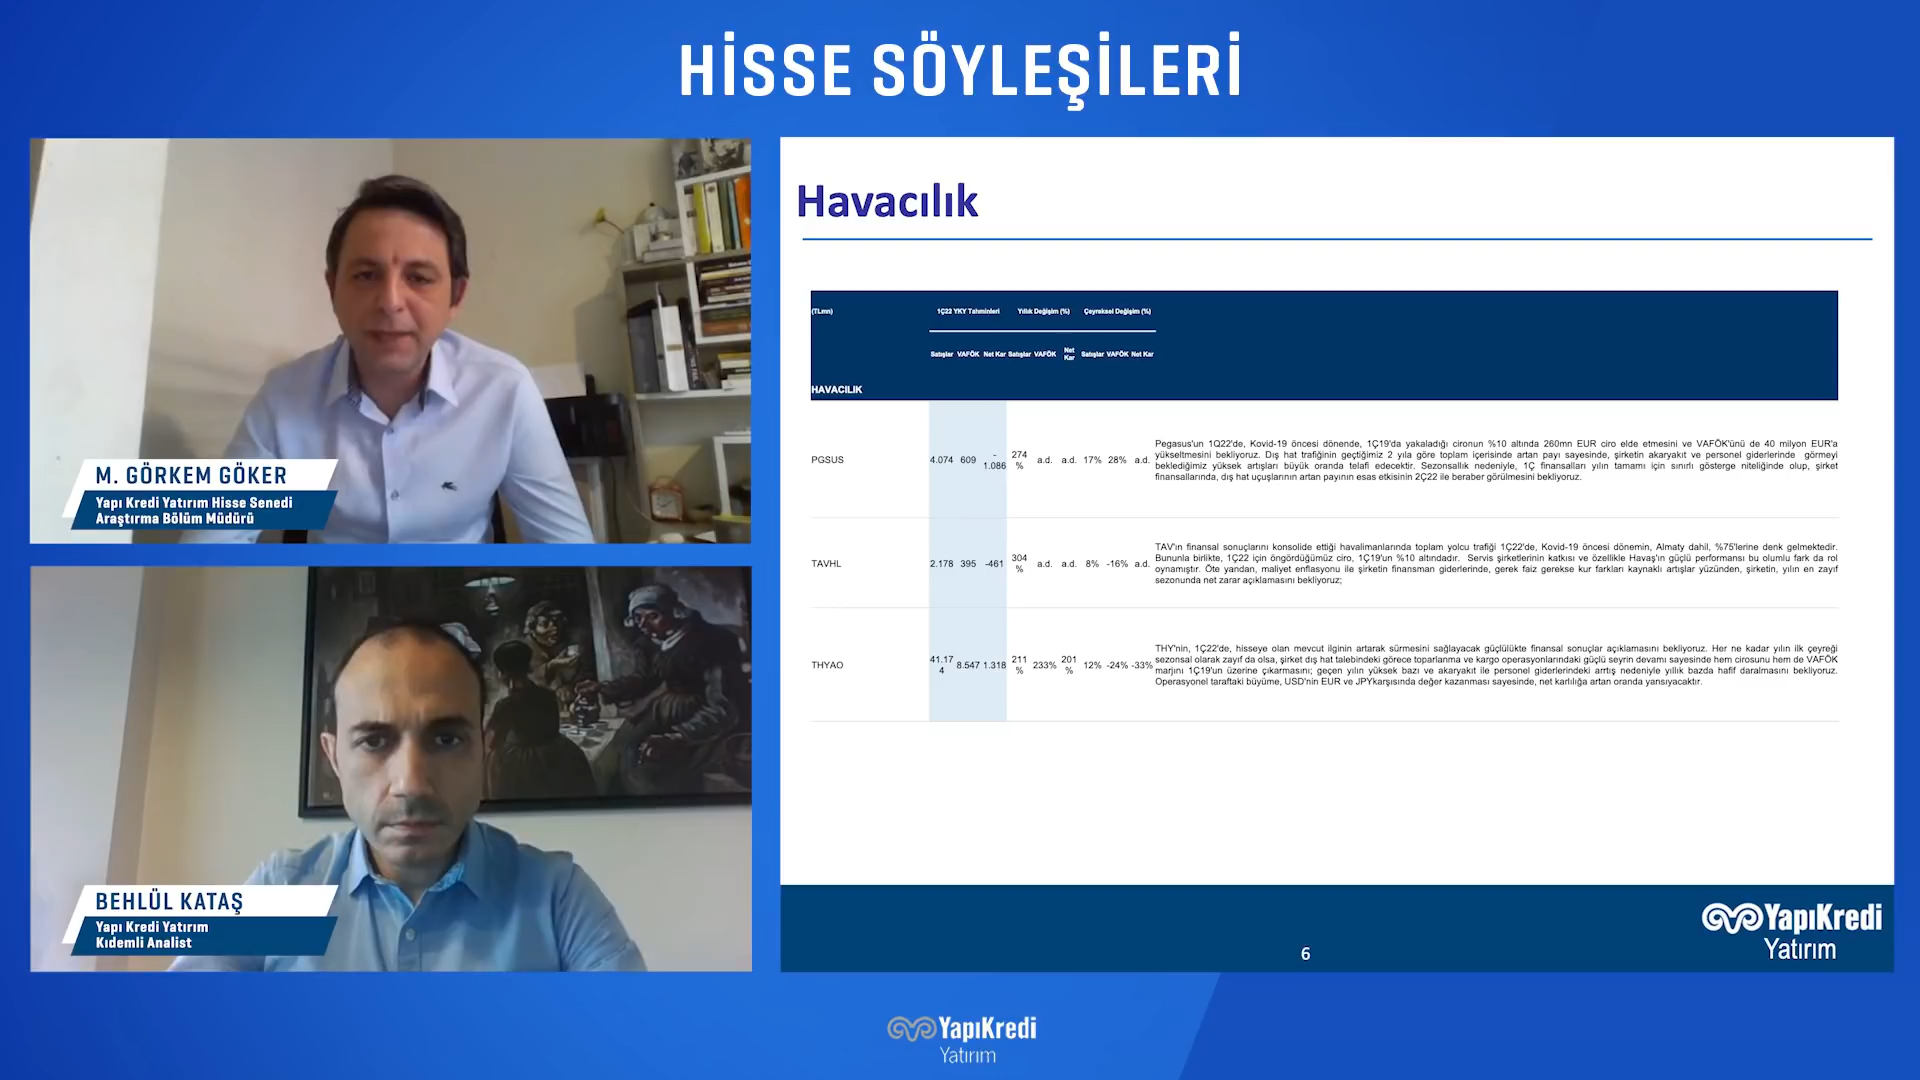 HİSSE SÖYLEŞİLERİ
M. GÖRKEM GÖKER
Yapı Kredi Yatırım Hisse Senedi
Araştırma Bölüm Müdürü
BEHLÜL KATAŞ
Yapı Kredi Yatırım
Kıdemli Analist
Havacılık
(TLmn) 1Ç22 YKY Tahminleri Yıllık Değişim (%) Çeyreksel Değişim (%)
Satışlar VAFÖK Net Kar Satışlar VAFÖK Net Kar Satışlar VAFÖK Net Kar
HAVACILIK
PGSUS 4.074 609 -1.086 274% a.d. a.d. 17% 28% a.d.
Pegasus'un 1Q22'de, Kovid-19 öncesi dönende, 1Ç19'da yakaladığı cironun %10 altında 260mn EUR ciro elde etmesini ve VAFÖK'ünü de 40 milyon EUR'a
yükseltmesini bekliyoruz. Dış hat trafiğinin geçtiğimiz 2 yıla göre toplam içerisinde artan payı sayesinde, şirketin akaryakıt ve personel giderlerinde görmeyi
beklediğimiz yüksek artışları büyük oranda telafi edecektir. Sezonsallık nedeniyle, 1Ç finansalları yılın tamamı için sınırlı gösterge niteliğinde olup, şirket
finansallarında, dış hat uçuşlarının artan payının esas etkisinin 2Ç22 ile beraber görülmesini bekliyoruz.
TAVHL 2.178 395 -461 304% a.d. a.d. 8% -16% a.d.
TAV'ın finansal sonuçlarını konsolide ettiği havalimanlarında toplam yolcu trafiği 1Ç22'de, Kovid-19 öncesi dönemin, Almaty dahil, %75'lerine denk gelmektedir.
Bununla birlikte, 1Ç22 için öngördüğümüz ciro, 1Ç19'un %10 altındadır. Servis şirketlerinin katkısı ve özellikle Havaş'ın güçlü performansı bu olumlu fark da rol
oynamıştır. Öte yandan, maliyet enflasyonu ile şirketin finansman giderlerinde, gerek faiz gerekse kur farkları kaynaklı artışlar yüzünden, şirketin, yılın en zayıf
sezonunda net zarar açıklamasını bekliyoruz;
THYAO 41.174 8.547 1.318 211% 233% 201% 12% -24% -33%
THY'nin, 1Ç22'de, hisseye olan mevcut ilginin artarak sürmesini sağlayacak güçlülükte finansal sonuçlar açıklamasını bekliyoruz. Her ne kadar yılın ilk çeyreği
sezonsal olarak zayıf da olsa, şirket dış hat talebindeki görece toparlanma ve kargo operasyonlarındaki güçlü seyrin devamı sayesinde hem cirosunu hem de VAFÖK
marjını 1Ç19'un üzerine çıkarmasını; geçen yılın yüksek bazı ve akaryakıt ile personel giderlerindeki arrtış nedeniyle yıllık bazda hafif daralmasını bekliyoruz.
Operasyonel taraftaki büyüme, USD'nin EUR ve JPYkarşısında değer kazanması sayesinde, net karlılığa artan oranda yansıyacaktır.
6
YapıKredi
Yatırım
YapıKredi
Yatırım